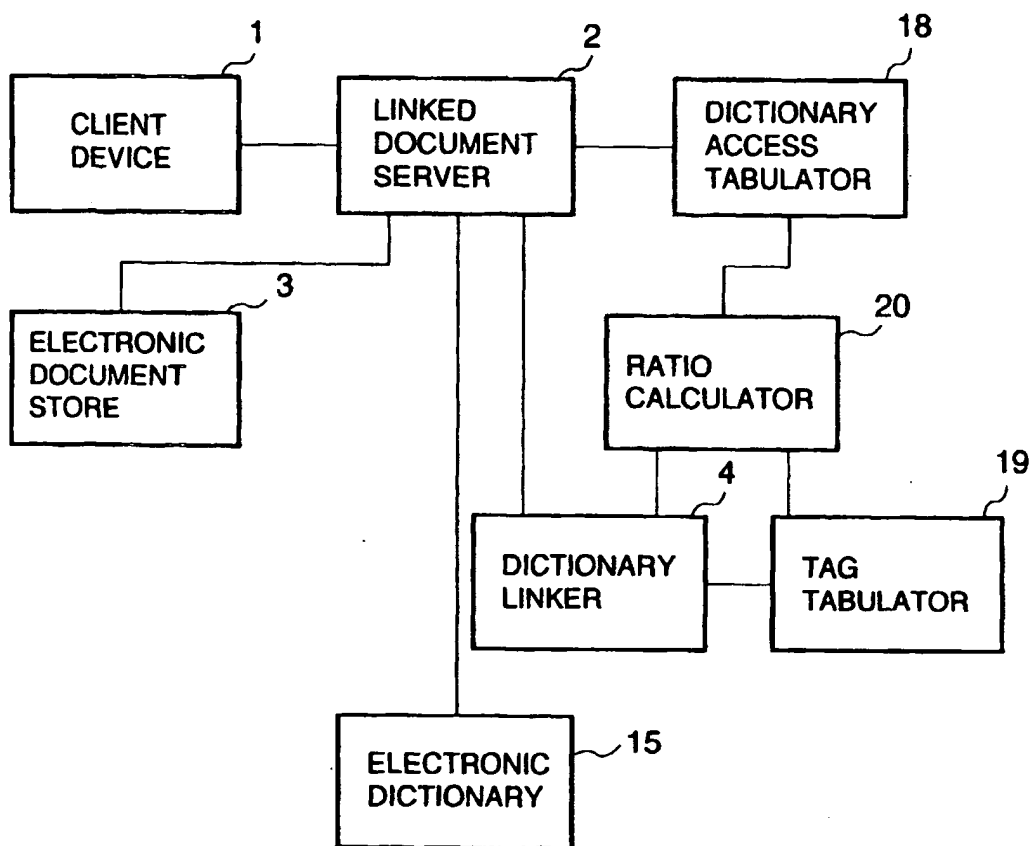 1
CLIENT
DEVICE
2
LINKED
DOCUMENT
SERVER
18
DICTIONARY
ACCESS
TABULATOR
3
ELECTRONIC
DOCUMENT
STORE
20
RATIO
CALCULATOR
4
DICTIONARY
LINKER
19
TAG
TABULATOR
15
ELECTRONIC
DICTIONARY